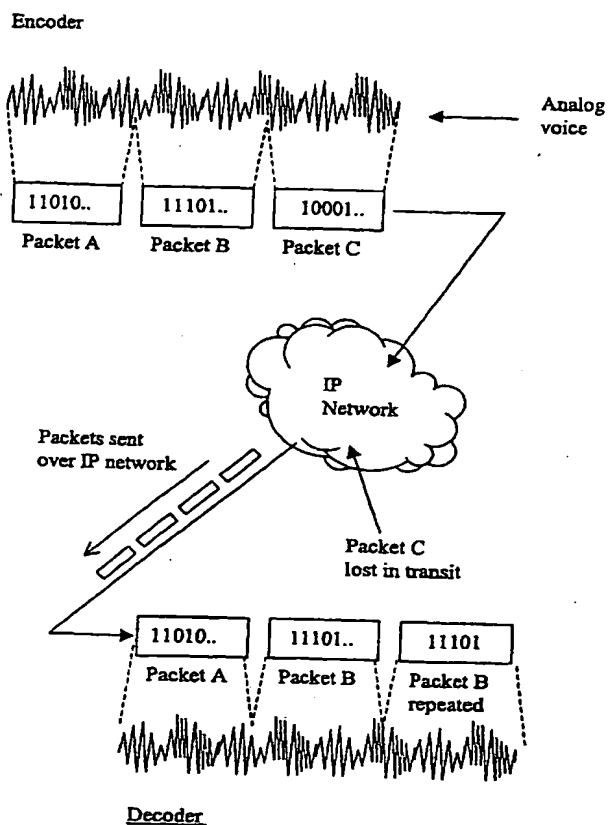 Encoder
Analog
voice
11010..
11101..
10001..
Packet A
Packet B
Packet C
IP
Network
Packets sent
over IP network
Packet C
lost in transit
11010..
11101..
11101
Packet A
Packet B
Packet B
repeated
Decoder